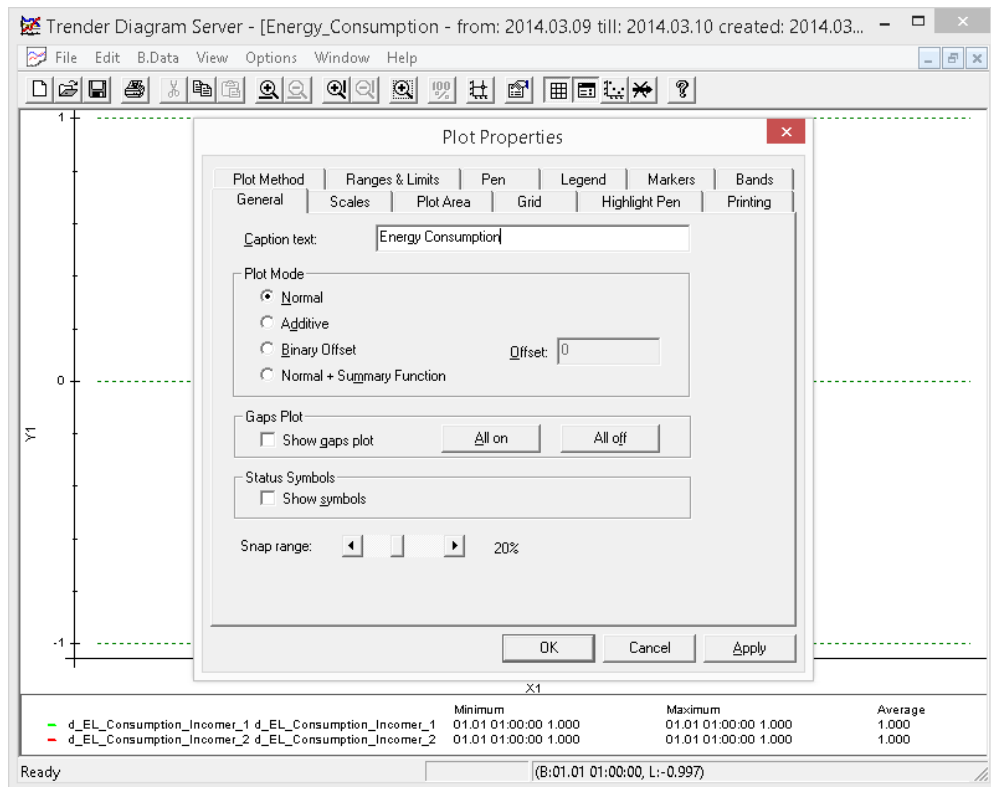 Trender Diagram Server - [Energy_Consumption - from: 2014.03.09 till: 2014.03.10 created: 2014.03...
File Edit B.Data View Options Window Help
1
Plot Properties
Plot Method Ranges & Limits Pen Legend Markers Bands
General Scales Plot Area Grid Highlight Pen Printing
Caption text: Energy Consumption
Plot Mode
Normal
Additive
Binary Offset Offset: 0
Normal + Summary Function
0
Gaps Plot
Show gaps plot All on All off
Y1
Status Symbols
Show symbols
Snap range: 20%
-1
OK Cancel Apply
X1
Minimum Maximum Average
d_EL_Consumption_Incomer_1 d_EL_Consumption_Incomer_1 01.01 01:00:00 1.000 01.01 01:00:00 1.000 1.000
d_EL_Consumption_Incomer_2 d_EL_Consumption_Incomer_2 01.01 01:00:00 1.000 01.01 01:00:00 1.000 1.000
Ready (B:01.01 01:00:00, L:-0.997)